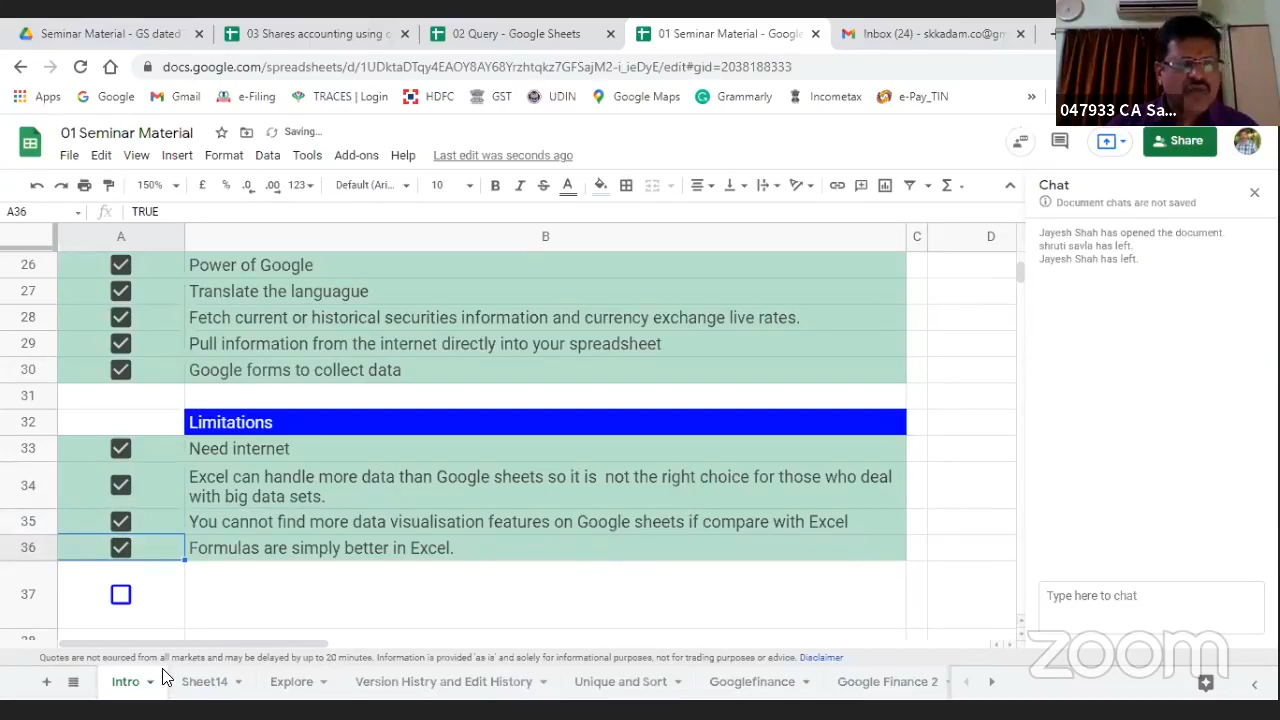 Seminar Material - GS dated
03 Shares accounting using c
02 Query - Google Sheets
01 Seminar Material - Google
Inbox (24) - skkadam.co@gm
docs.google.com/spreadsheets/d/1UDktaDTqy4EAOY8AY68Yrzhtqkz7GFSajM2-i_ieDyE/edit#gid=2038188333
Apps
Google
Gmail
e-Filing
TRACES | Login
HDFC
GST
UDIN
Google Maps
Grammarly
Incometax
e-Pay_TIN
»
047933 CA Sa...
01 Seminar Material
Saving...
File Edit View Insert Format Data Tools Add-ons Help
Last edit was seconds ago
Share
150%
£ % .0 .00 123
Default (Ari...
10
B I S A
Σ
Chat
Document chats are not saved
A36
fx
TRUE
Jayesh Shah has opened the document.
shruti savla has left.
Jayesh Shah has left.
A B C D
26 Power of Google
27 Translate the languague
28 Fetch current or historical securities information and currency exchange live rates.
29 Pull information from the internet directly into your spreadsheet
30 Google forms to collect data
31
32 Limitations
33 Need internet
34 Excel can handle more data than Google sheets so it is  not the right choice for those who deal
with big data sets.
35 You cannot find more data visualisation features on Google sheets if compare with Excel
36 Formulas are simply better in Excel.
37
38
Type here to chat
zoom
Quotes are not sourced from all markets and may be delayed by up to 20 minutes. Information is provided 'as is' and solely for informational purposes, not for trading purposes or advice. Disclaimer
Intro
Sheet14
Explore
Version Histry and Edit History
Unique and Sort
Googlefinance
Google Finance 2